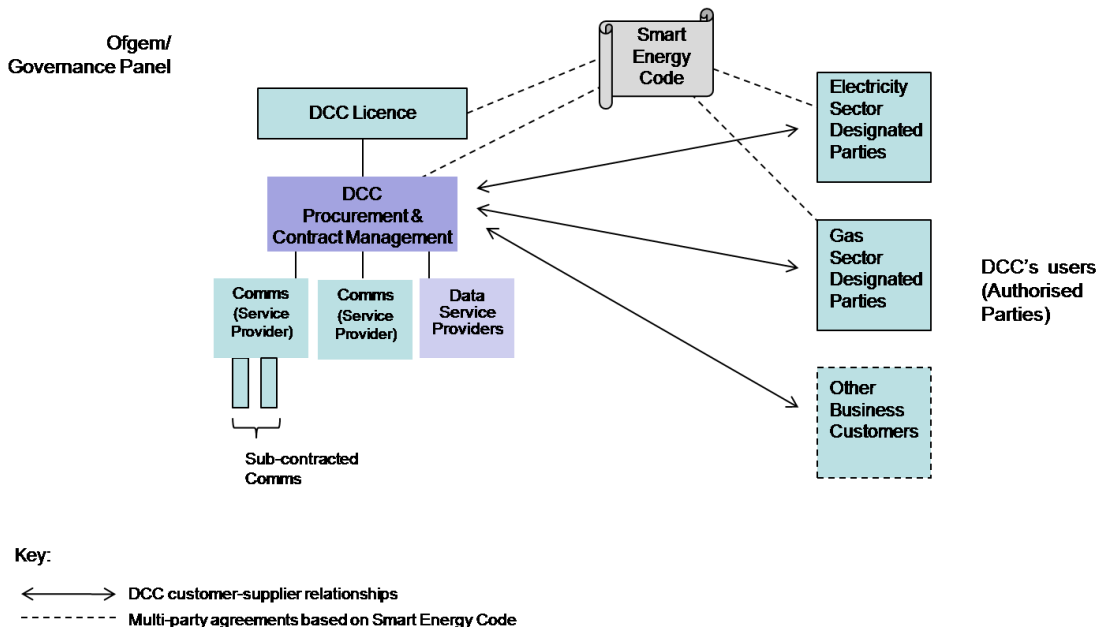 Ofgem/
Governance Panel
Smart
Energy
Code
DCC Licence
DCC
Procurement &
Contract Management
Comms
(Service
Provider)
Comms
(Service
Provider)
Data
Service
Providers
Sub-contracted
Comms
Electricity
Sector
Designated
Parties
Gas
Sector
Designated
Parties
Other
Business
Customers
DCC's users
(Authorised
Parties)
Key:
DCC customer-supplier relationships
Multi-party agreements based on Smart Energy Code